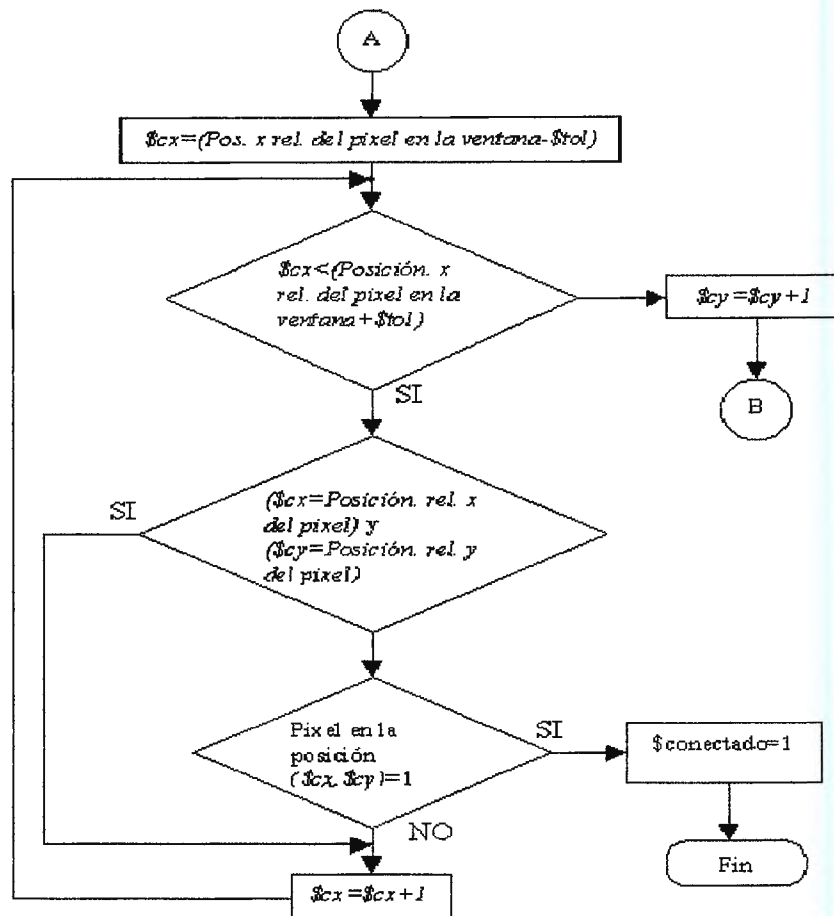 A
$cx=(Pos. x rel. del pixel en la ventana-$tol)
$cx<(Posición. x
rel. del pixel en la
ventana+$tol)
$cy=$cy+1
SI
B
SI
($cx=Posición. rel. x
del pixel) y
($cy=Posición. rel. y
del pixel)
Pixel en la
posición
($cx, $cy)=1
SI
$conectado=1
NO
Fin
$cx=$cx+1